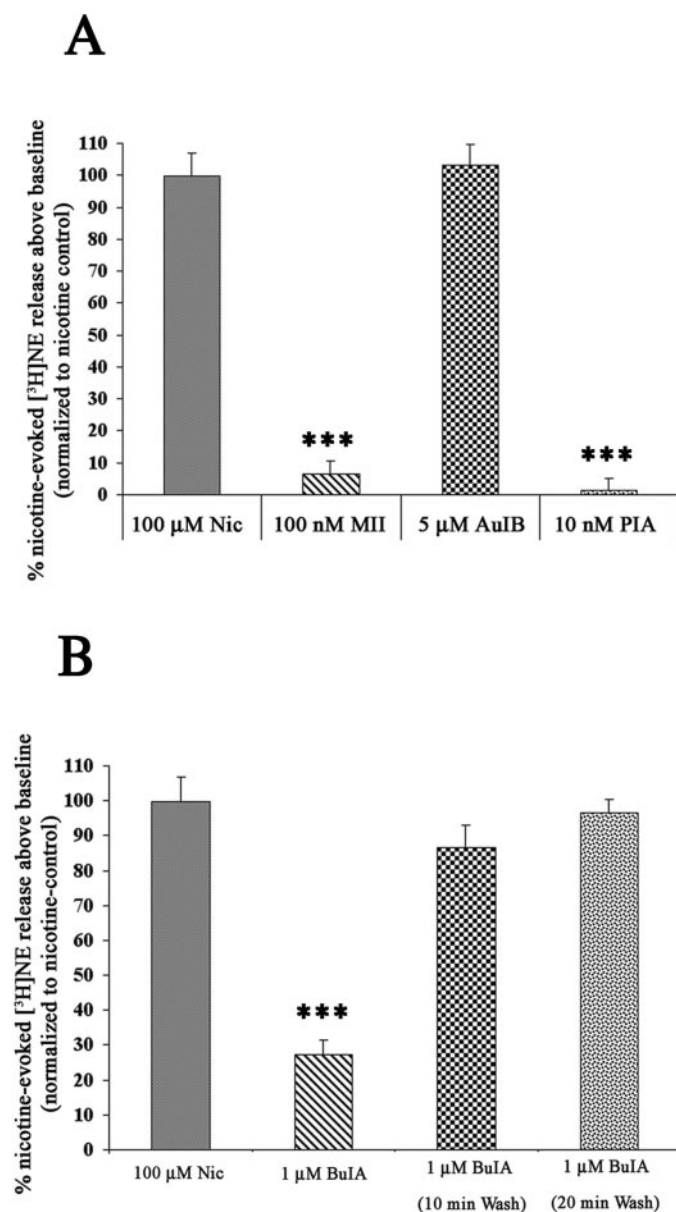 A
% nicotine-evoked [³H]NE release above baseline
(normalized to nicotine control)
110
100
90
80
70
60
50
40
30
20
10
0
***
***
100 µM Nic
100 nM MII
5 µM AuIB
10 nM PIA
B
% nicotine-evoked [³H]NE release above baseline
(normalized to nicotine-control)
110
100
90
80
70
60
50
40
30
20
10
0
***
100 µM Nic
1 µM BuIA
1 µM BuIA
(10 min Wash)
1 µM BuIA
(20 min Wash)